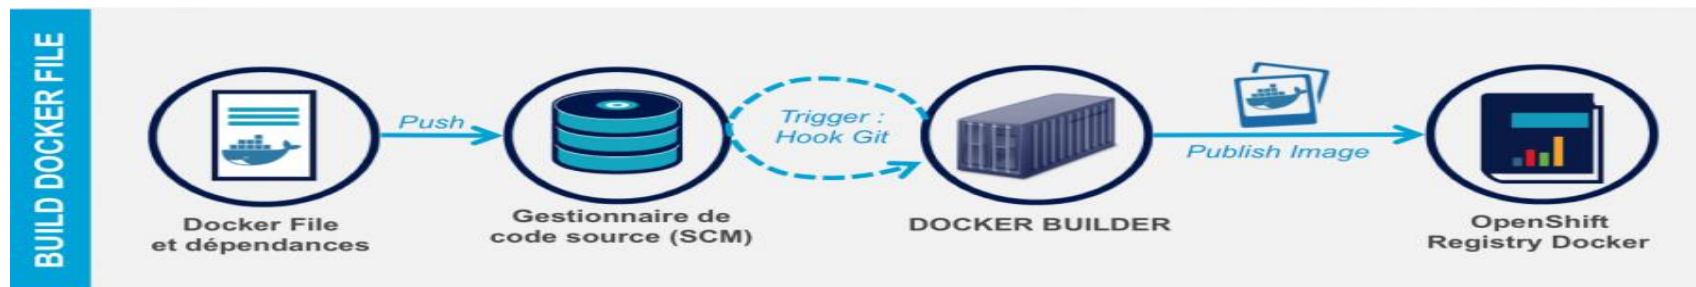 BUILD DOCKER FILE
Push
Trigger :
Hook Git
Publish Image
Docker File
et dépendances
Gestionnaire de
code source (SCM)
DOCKER BUILDER
OpenShift
Registry Docker